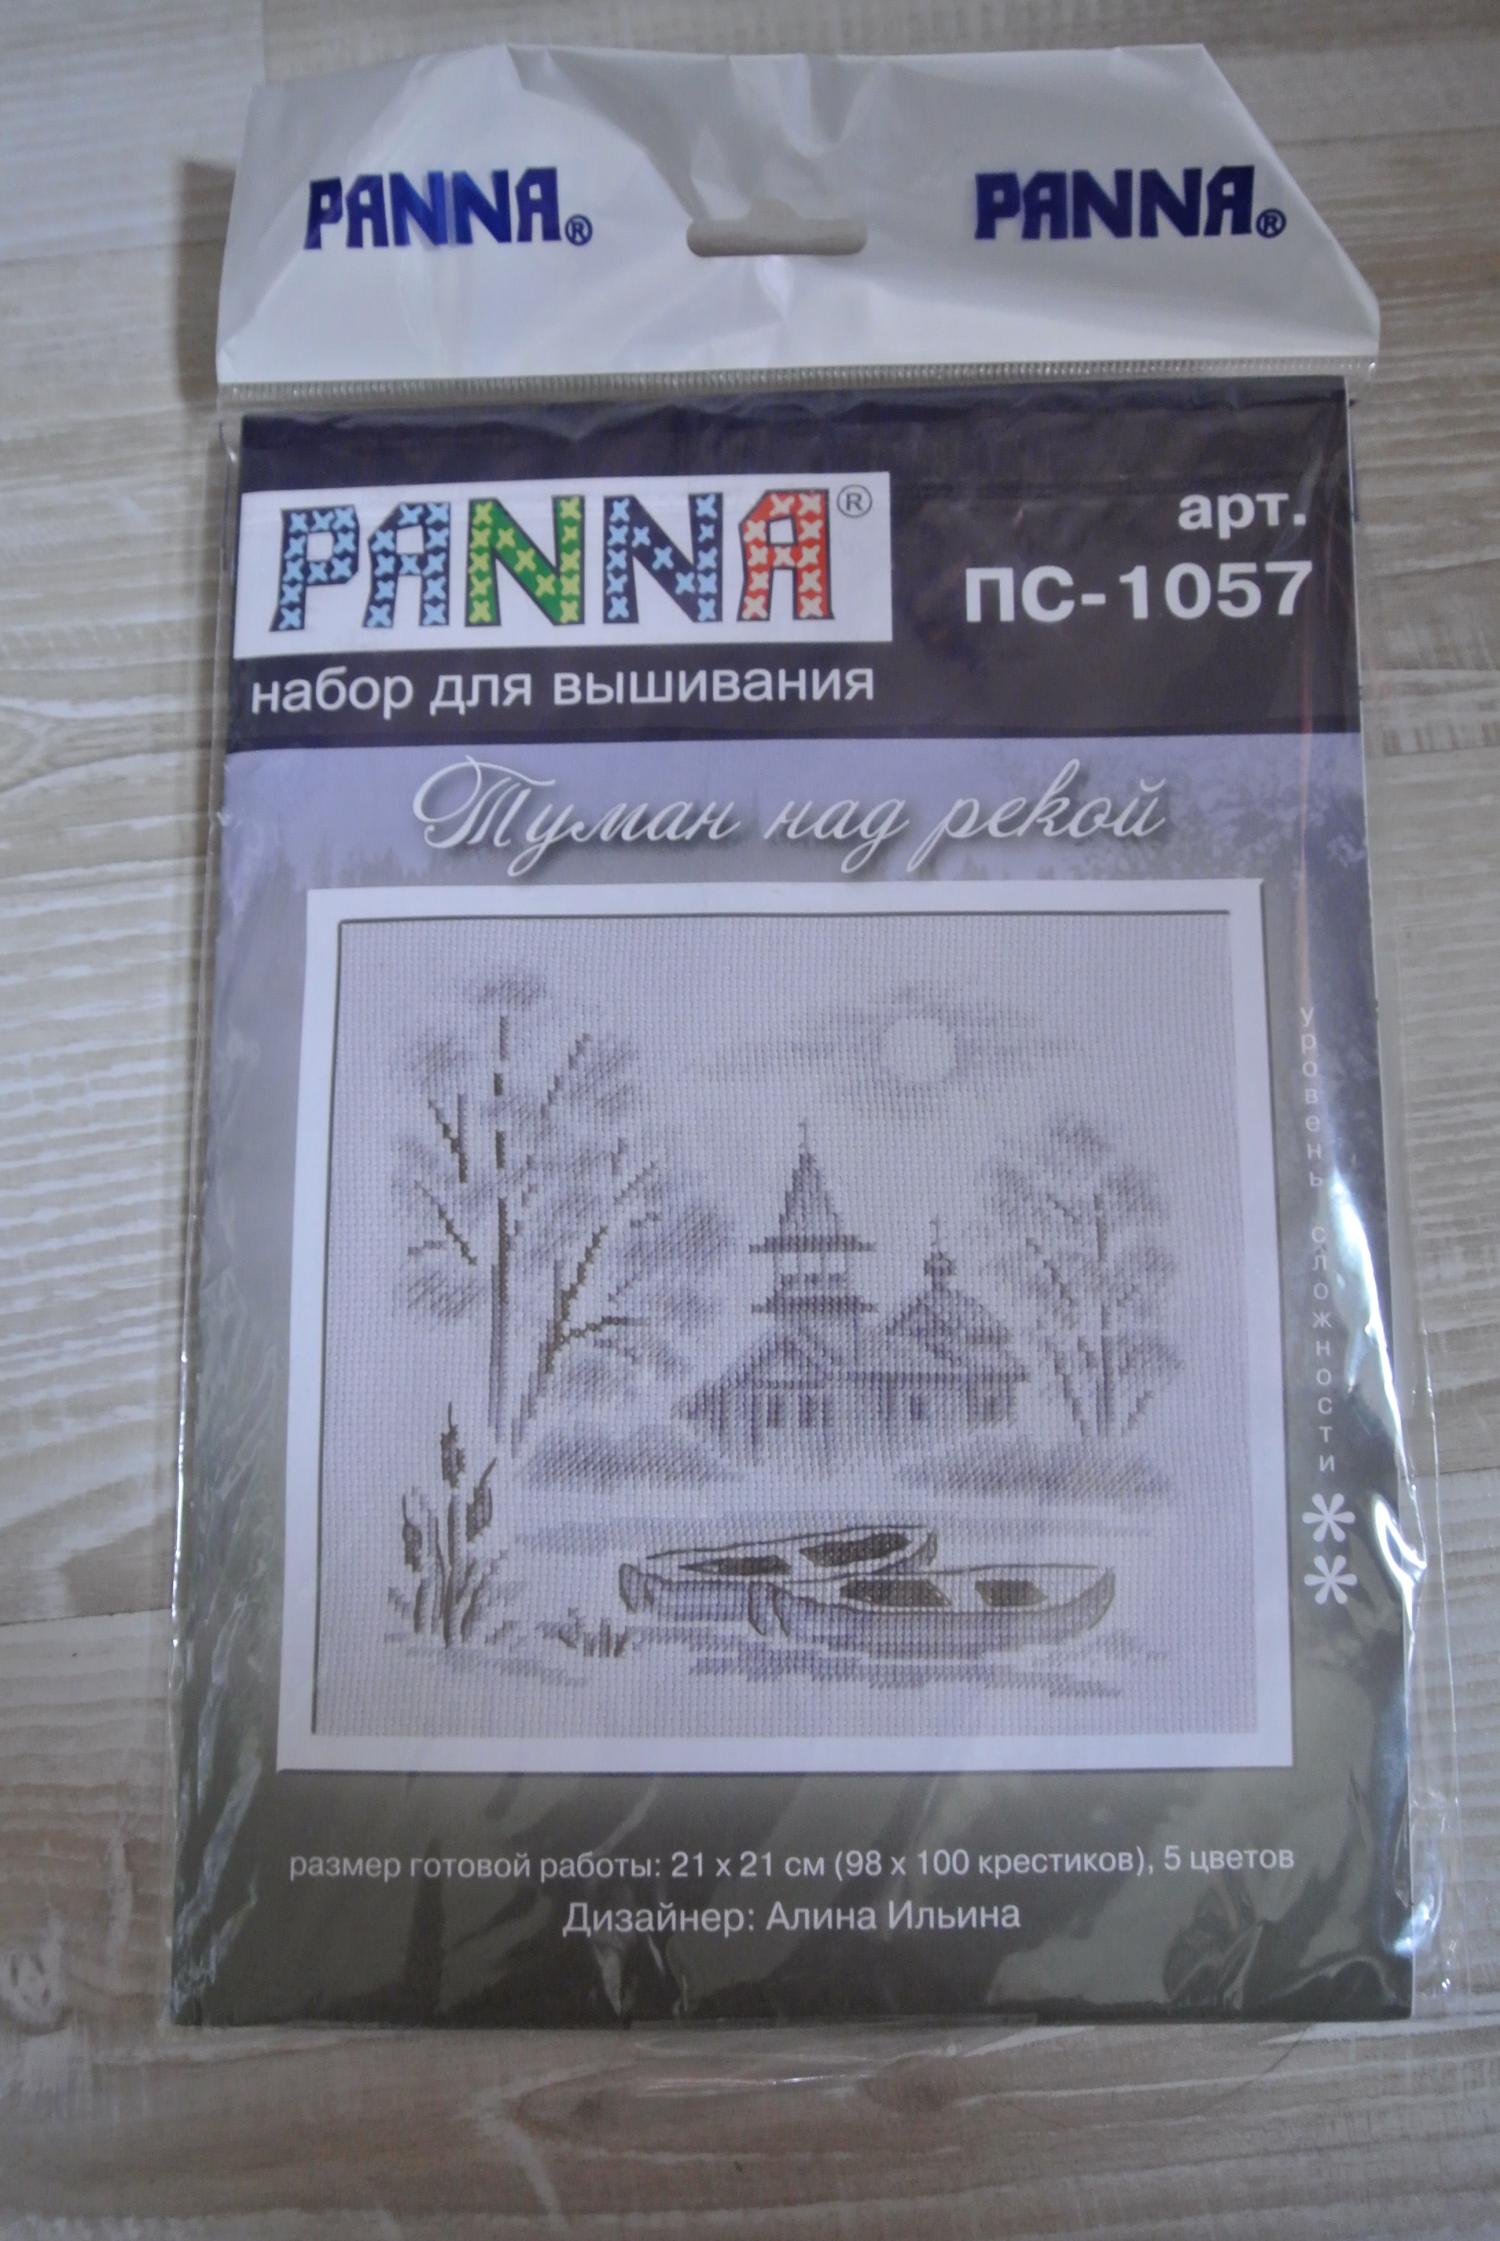 PANNA® PANNA®
PANNA®
арт.
ПС-1057
набор для вышивания
Туман над рекой
уровень сложности **
размер готовой работы: 21 x 21 см (98 x 100 крестиков), 5 цветов
Дизайнер: Алина Ильина